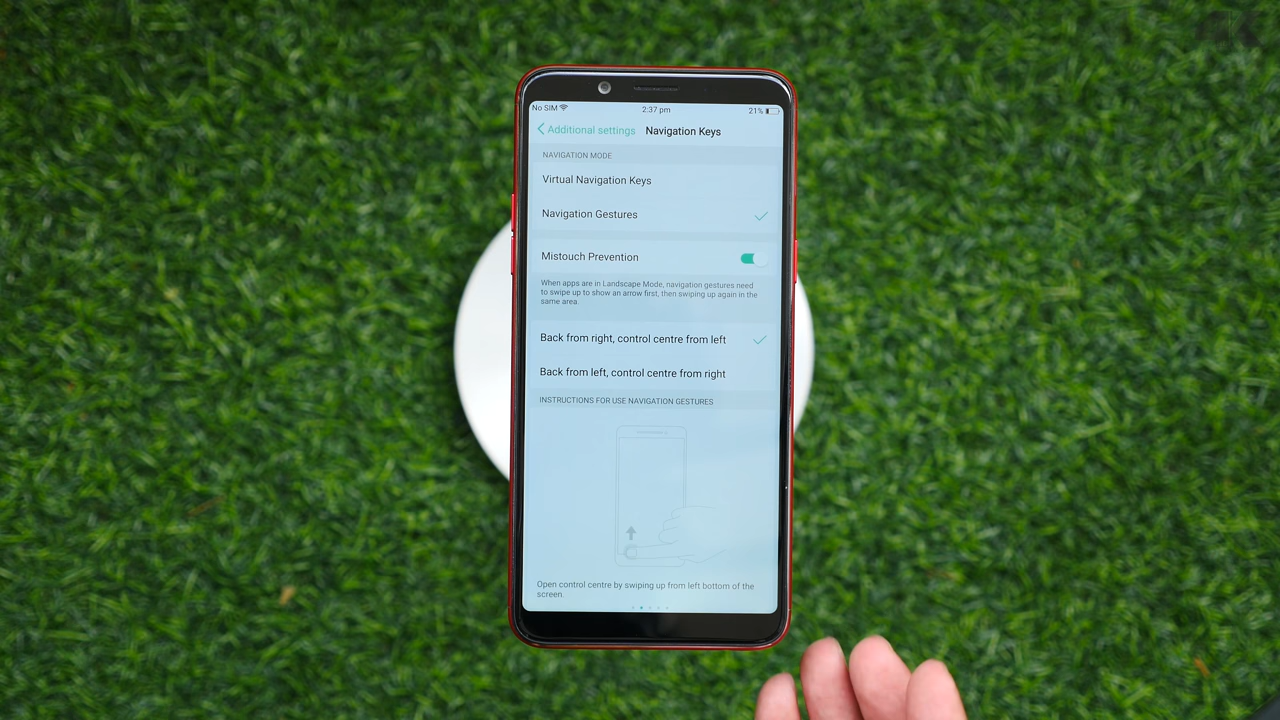 No SIM 2:37 pm 21%
Additional settings Navigation Keys
NAVIGATION MODE
Virtual Navigation Keys
Navigation Gestures
Mistouch Prevention
When apps are in Landscape Mode, navigation gestures need
to swipe up to show an arrow first, then swiping up again in the
same area.
Back from right, control centre from left
Back from left, control centre from right
INSTRUCTIONS FOR USE NAVIGATION GESTURES
Open control centre by swiping up from left bottom of the
screen.